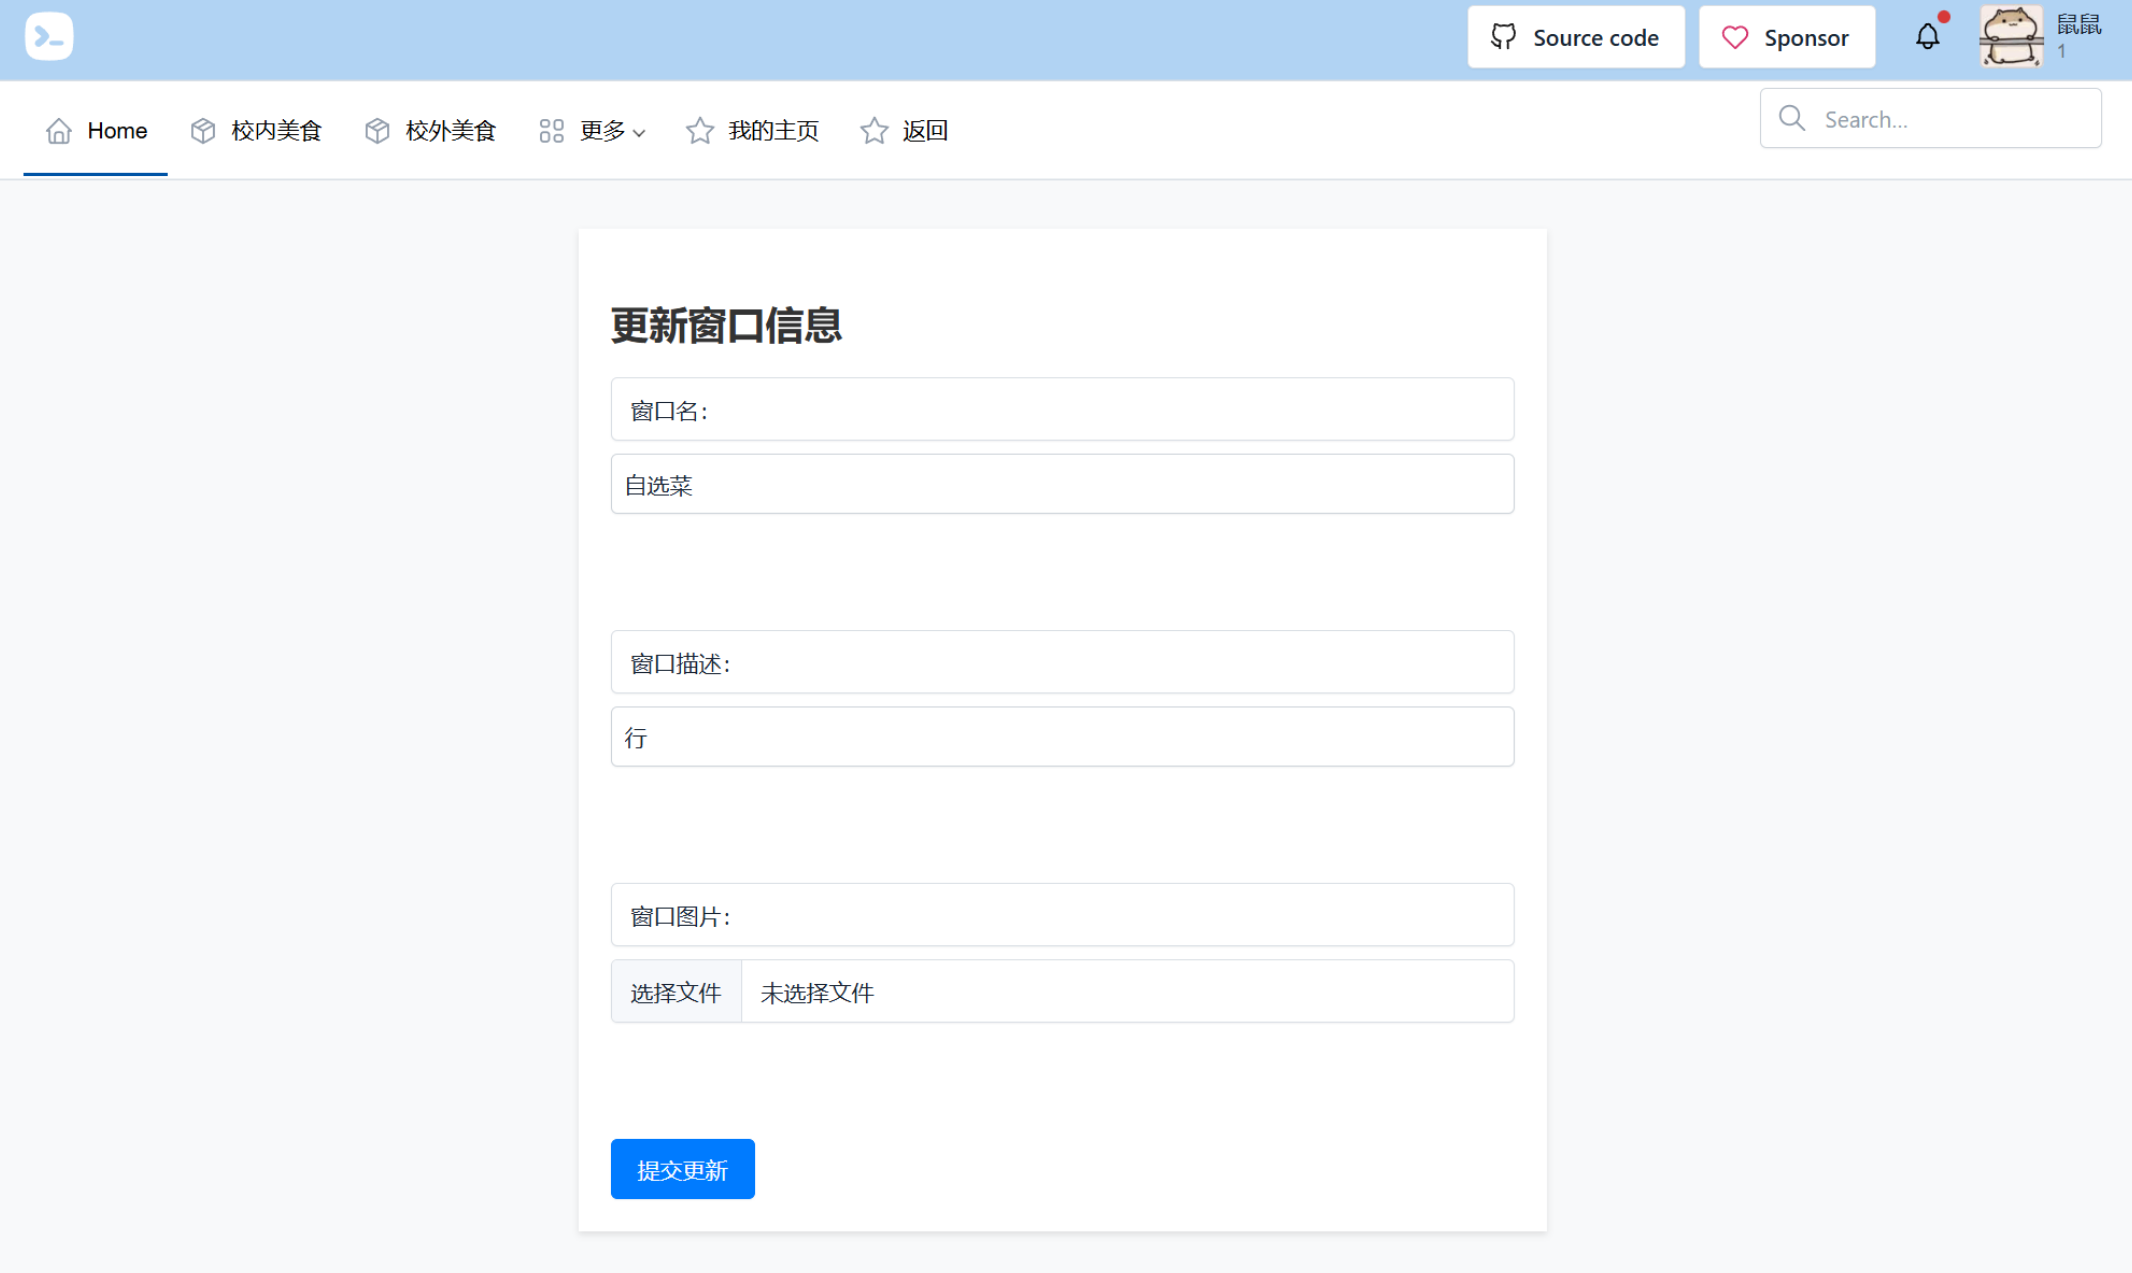 Source code
Sponsor
鼠鼠
1
Home
校内美食
校外美食
更多
我的主页
返回
Search...
更新窗口信息
窗口名:
自选菜
窗口描述:
行
窗口图片:
选择文件 未选择文件
提交更新